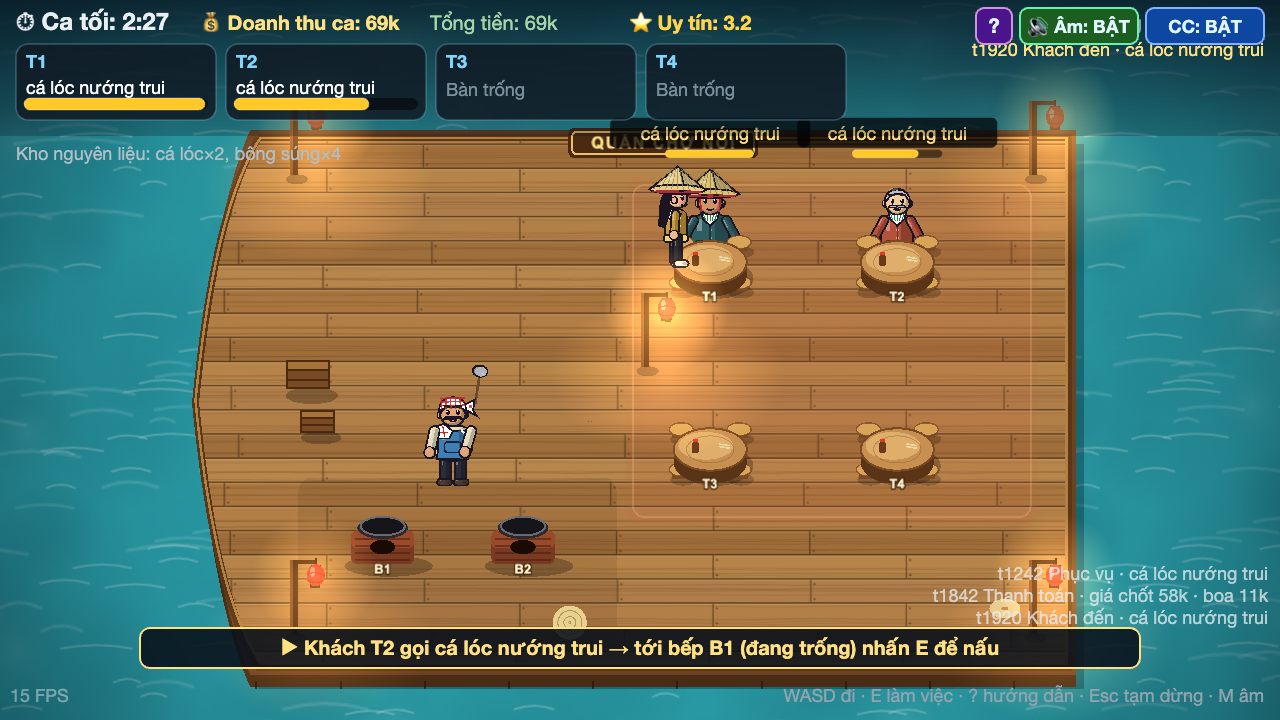 ⏱ Ca tối: 2:27
💰 Doanh thu ca: 69k
Tổng tiền: 69k
⭐ Uy tín: 3.2
?
🔊 Âm: BẬT
CC: BẬT
t1920 Khách đến · cá lóc nướng trui
T1
cá lóc nướng trui
T2
cá lóc nướng trui
T3
Bàn trống
T4
Bàn trống
Kho nguyên liệu: cá lóc×2, bông súng×4
cá lóc nướng trui
cá lóc nướng trui
T1
T2
T3
T4
B1
B2
t1242 Phục vụ · cá lóc nướng trui
t1842 Thanh toán · giá chốt 58k · boa 11k
t1920 Khách đến · cá lóc nướng trui
▶ Khách T2 gọi cá lóc nướng trui → tới bếp B1 (đang trống) nhấn E để nấu
15 FPS
WASD đi · E làm việc · ? hướng dẫn · Esc tạm dừng · M âm